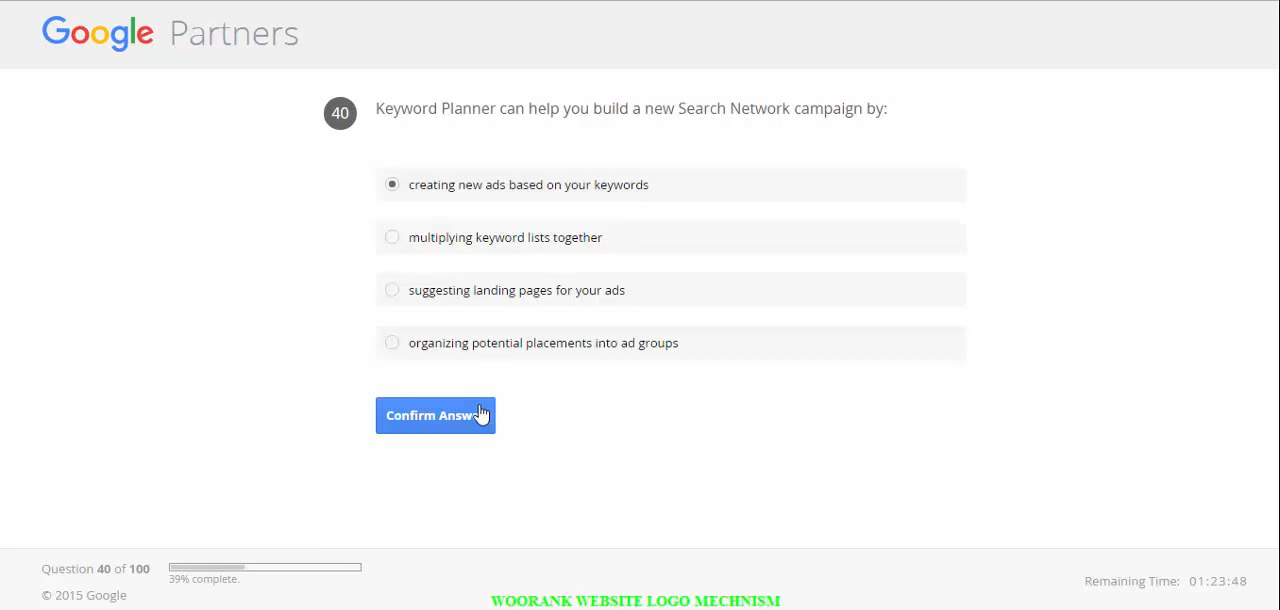 Google Partners
40 Keyword Planner can help you build a new Search Network campaign by:
creating new ads based on your keywords
multiplying keyword lists together
suggesting landing pages for your ads
organizing potential placements into ad groups
Confirm Answ
Question 40 of 100
39% complete.
Remaining Time: 01:23:48
© 2015 Google
WOORANK WEBSITE LOGO MECHNISM